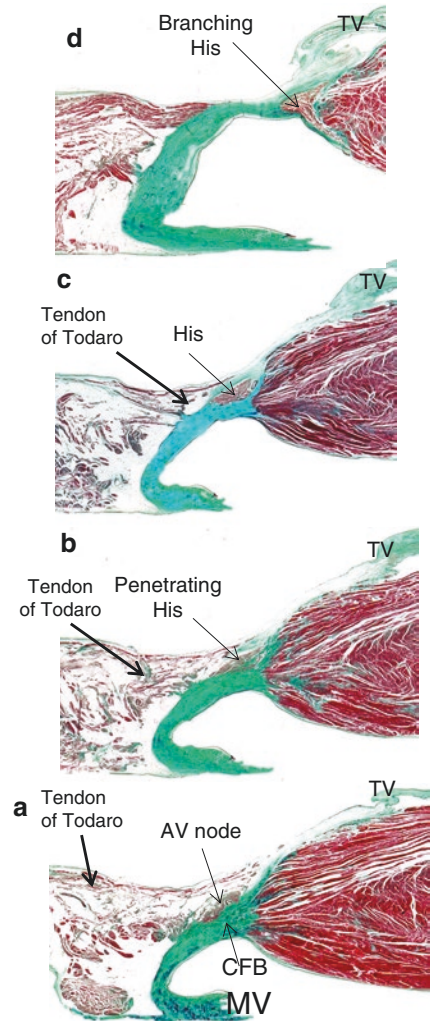 d
Branching
His
TV
c
TV
Tendon
of Todaro
His
b
TV
Tendon
of Todaro
Penetrating
His
a
TV
Tendon
of Todaro
AV node
CFB
MV